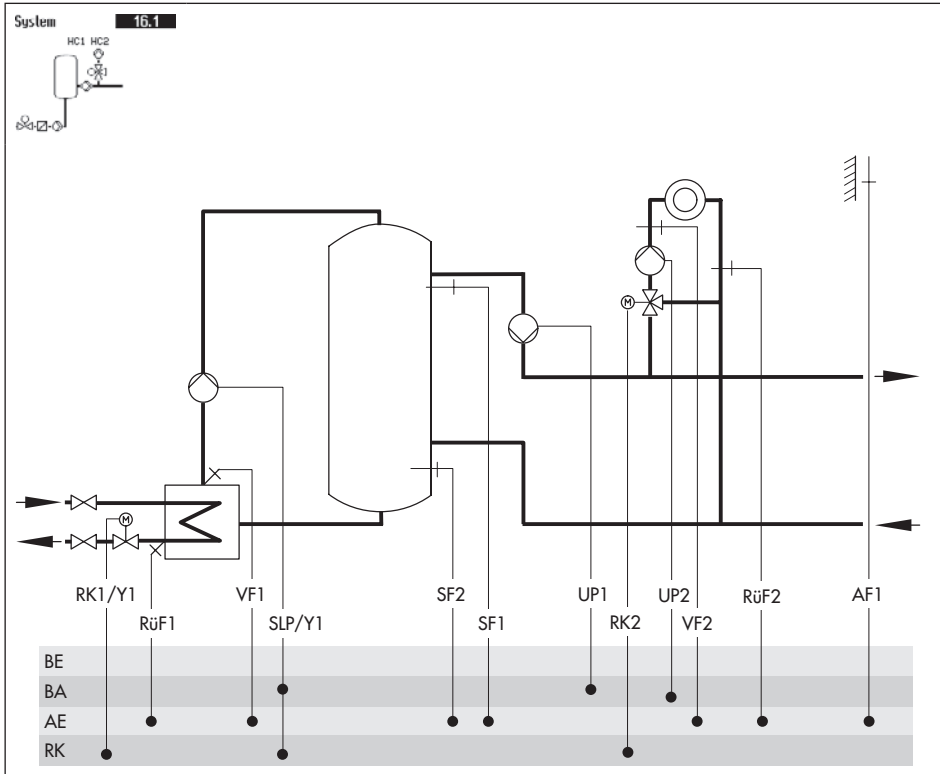 System 16.1
HC1 HC2
M
M
RK1/Y1 VF1 SF2 UP1 UP2 RüF2 AF1
RüF1 SLP/Y1 SF1 RK2 VF2
BE
BA
AE
RK